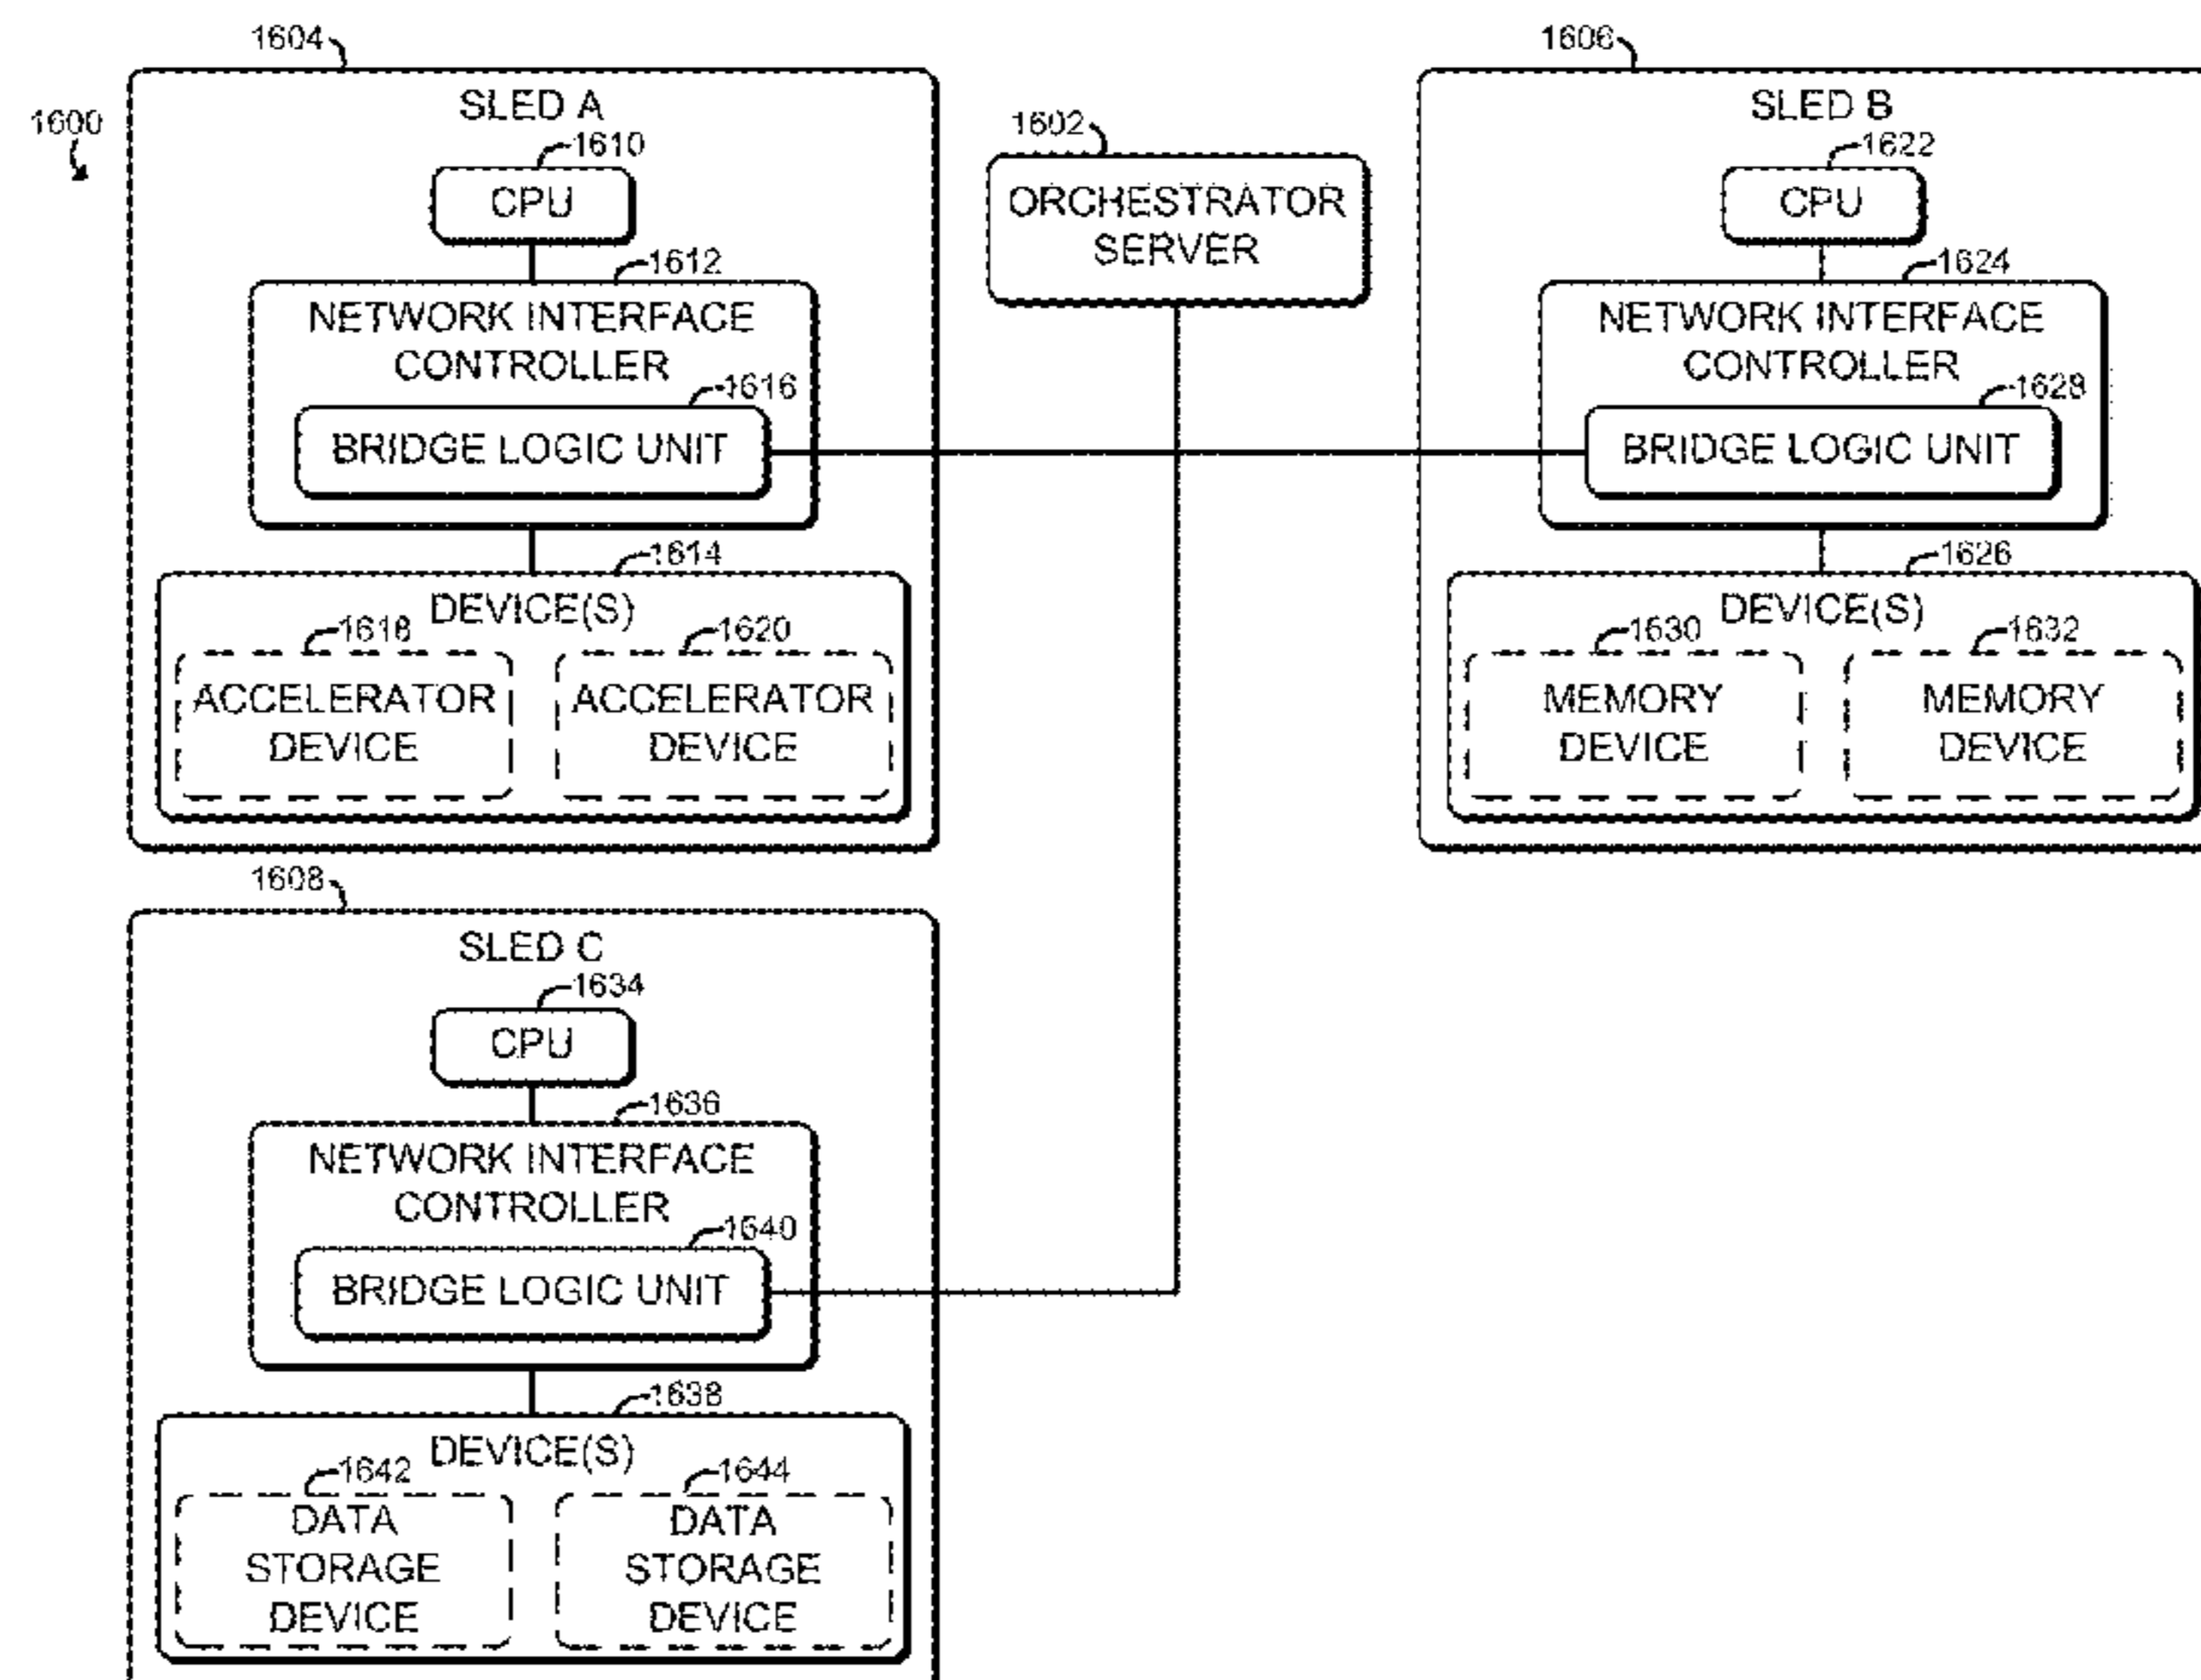 1600
1604
SLED A
1610
CPU
1612
NETWORK INTERFACE
CONTROLLER
1616
BRIDGE LOGIC UNIT
1614
DEVICE(S)
1618
ACCELERATOR
DEVICE
1620
ACCELERATOR
DEVICE
1602
ORCHESTRATOR
SERVER
1606
SLED B
1622
CPU
1624
NETWORK INTERFACE
CONTROLLER
1628
BRIDGE LOGIC UNIT
1626
DEVICE(S)
1630
MEMORY
DEVICE
1632
MEMORY
DEVICE
1608
SLED C
1634
CPU
1636
NETWORK INTERFACE
CONTROLLER
1640
BRIDGE LOGIC UNIT
1638
DEVICE(S)
1642
DATA
STORAGE
DEVICE
1644
DATA
STORAGE
DEVICE